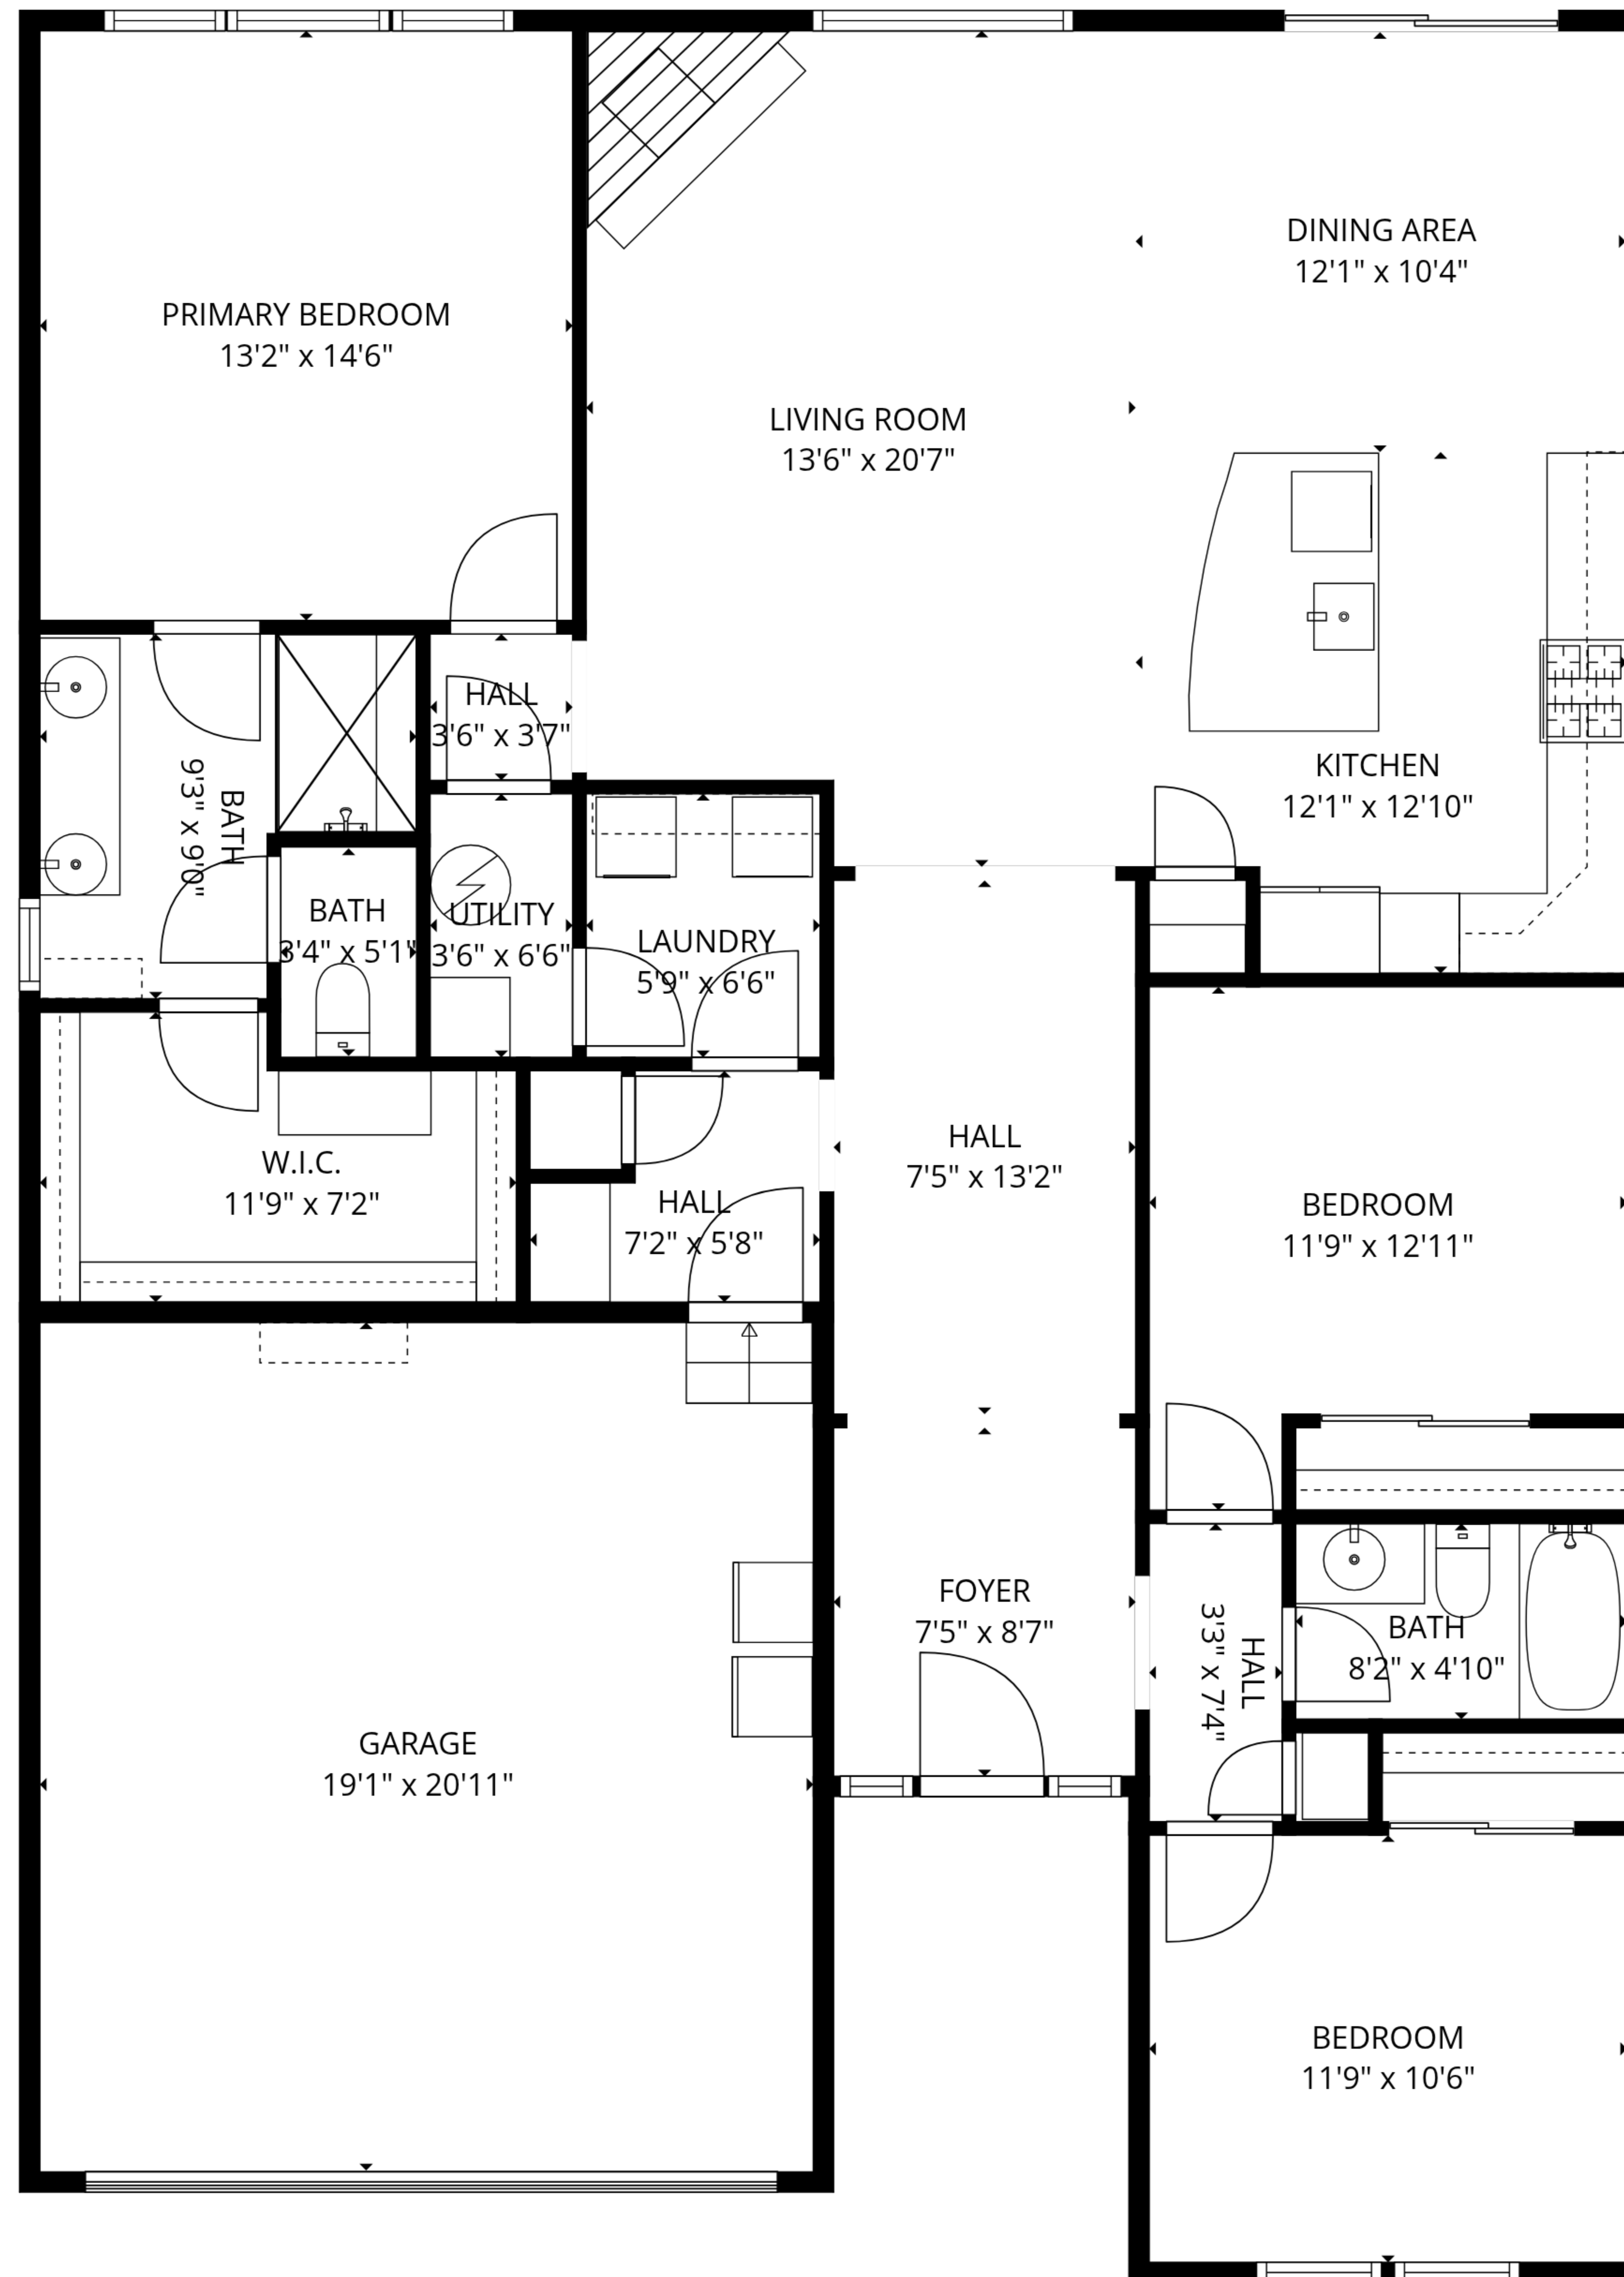 DINING AREA
12'1" x 10'4"
PRIMARY BEDROOM
13'2" x 14'6"
LIVING ROOM
13'6" x 20'7"
HALL
3'6" x 3'7"
KITCHEN
12'1" x 12'10"
BATH
9'3" x 9'0"
BATH
3'4" x 5'1"
UTILITY
3'6" x 6'6"
LAUNDRY
5'9" x 6'6"
HALL
7'5" x 13'2"
W.I.C.
11'9" x 7'2"
HALL
7'2" x 5'8"
BEDROOM
11'9" x 12'11"
FOYER
7'5" x 8'7"
HALL
3'3" x 7'4"
BATH
8'2" x 4'10"
GARAGE
19'1" x 20'11"
BEDROOM
11'9" x 10'6"